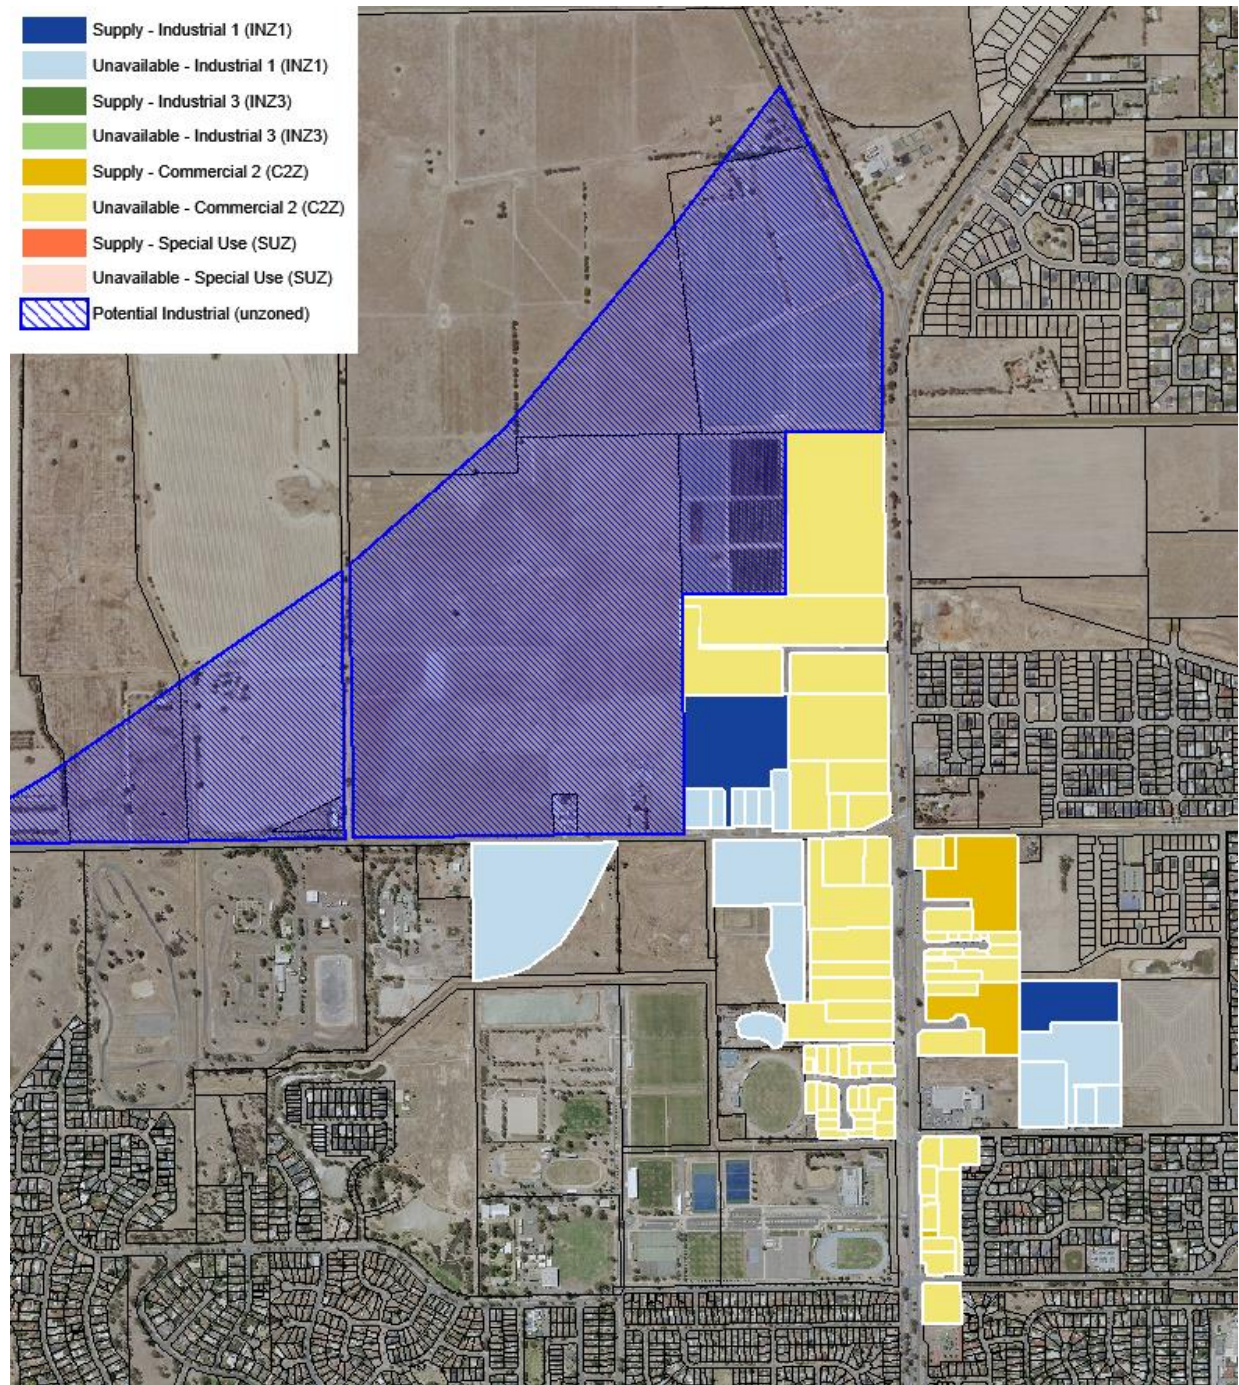 Supply - Industrial 1 (INZ1)
Unavailable - Industrial 1 (INZ1)
Supply - Industrial 3 (INZ3)
Unavailable - Industrial 3 (INZ3)
Supply - Commercial 2 (C2Z)
Unavailable - Commercial 2 (C2Z)
Supply - Special Use (SUZ)
Unavailable - Special Use (SUZ)
Potential Industrial (unzoned)